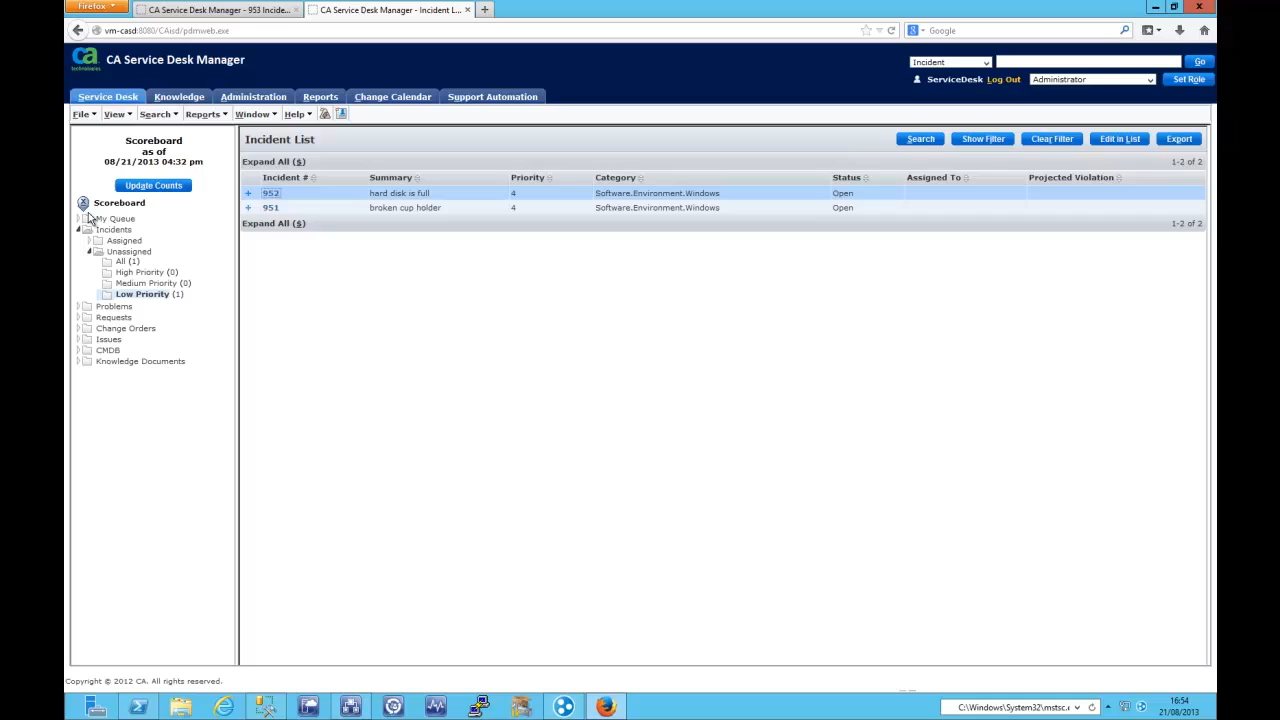 Firefox
CA Service Desk Manager - 953 Incide...
CA Service Desk Manager - Incident L...
vm-casd:8080/CAisd/pdmweb.exe
Google
ca technologies
CA Service Desk Manager
Incident
Go
ServiceDesk Log Out
Administrator
Set Role
Service Desk Knowledge Administration Reports Change Calendar Support Automation
File View Search Reports Window Help
Scoreboard
as of
08/21/2013 04:32 pm
Update Counts
Scoreboard
My Queue
Incidents
Assigned
Unassigned
All (1)
High Priority (0)
Medium Priority (0)
Low Priority (1)
Problems
Requests
Change Orders
Issues
CMDB
Knowledge Documents
Incident List
Search Show Filter Clear Filter Edit in List Export
Expand All ($) 1-2 of 2
Incident # Summary Priority Category Status Assigned To Projected Violation
952 hard disk is full 4 Software.Environment.Windows Open
951 broken cup holder 4 Software.Environment.Windows Open
Expand All ($) 1-2 of 2
Copyright © 2012 CA. All rights reserved.
C:\Windows\System32\mstsc.e
16:54
21/08/2013